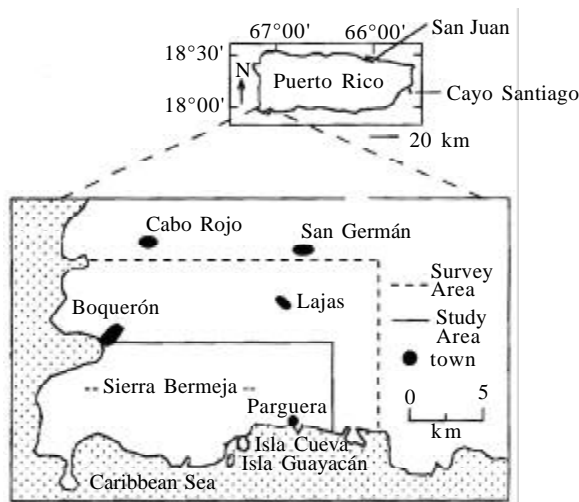 67°00' 66°00'
San Juan
18°30'
N
Puerto Rico
18°00'
Cayo Santiago
20 km
Cabo Rojo
San Germán
Survey
Area
Boquerón
Lajas
Study
Area
town
Sierra Bermeja
0 5
km
Parguera
Isla Cueva
Isla Guayacán
Caribbean Sea